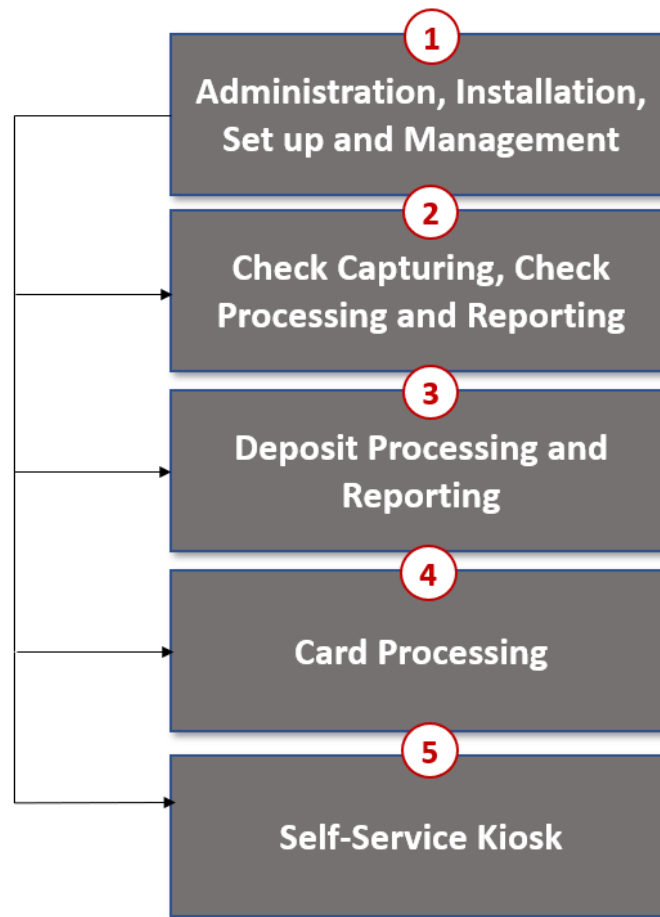 1
Administration, Installation,
Set up and Management
2
Check Capturing, Check
Processing and Reporting
3
Deposit Processing and
Reporting
4
Card Processing
5
Self-Service Kiosk